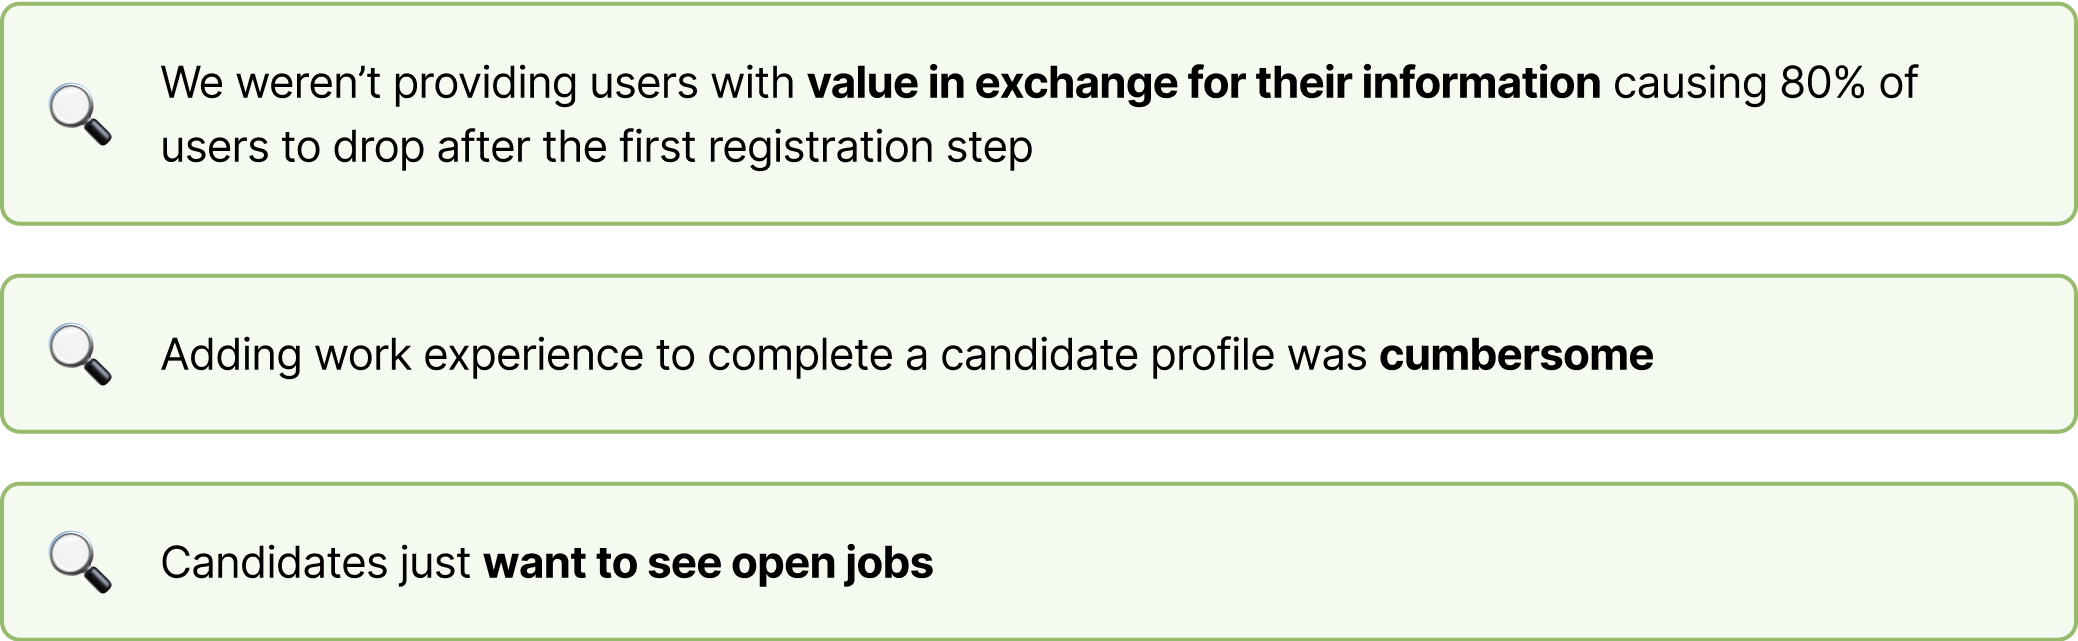 We weren’t providing users with value in exchange for their information causing 80% of
users to drop after the first registration step
Adding work experience to complete a candidate profile was cumbersome
Candidates just want to see open jobs